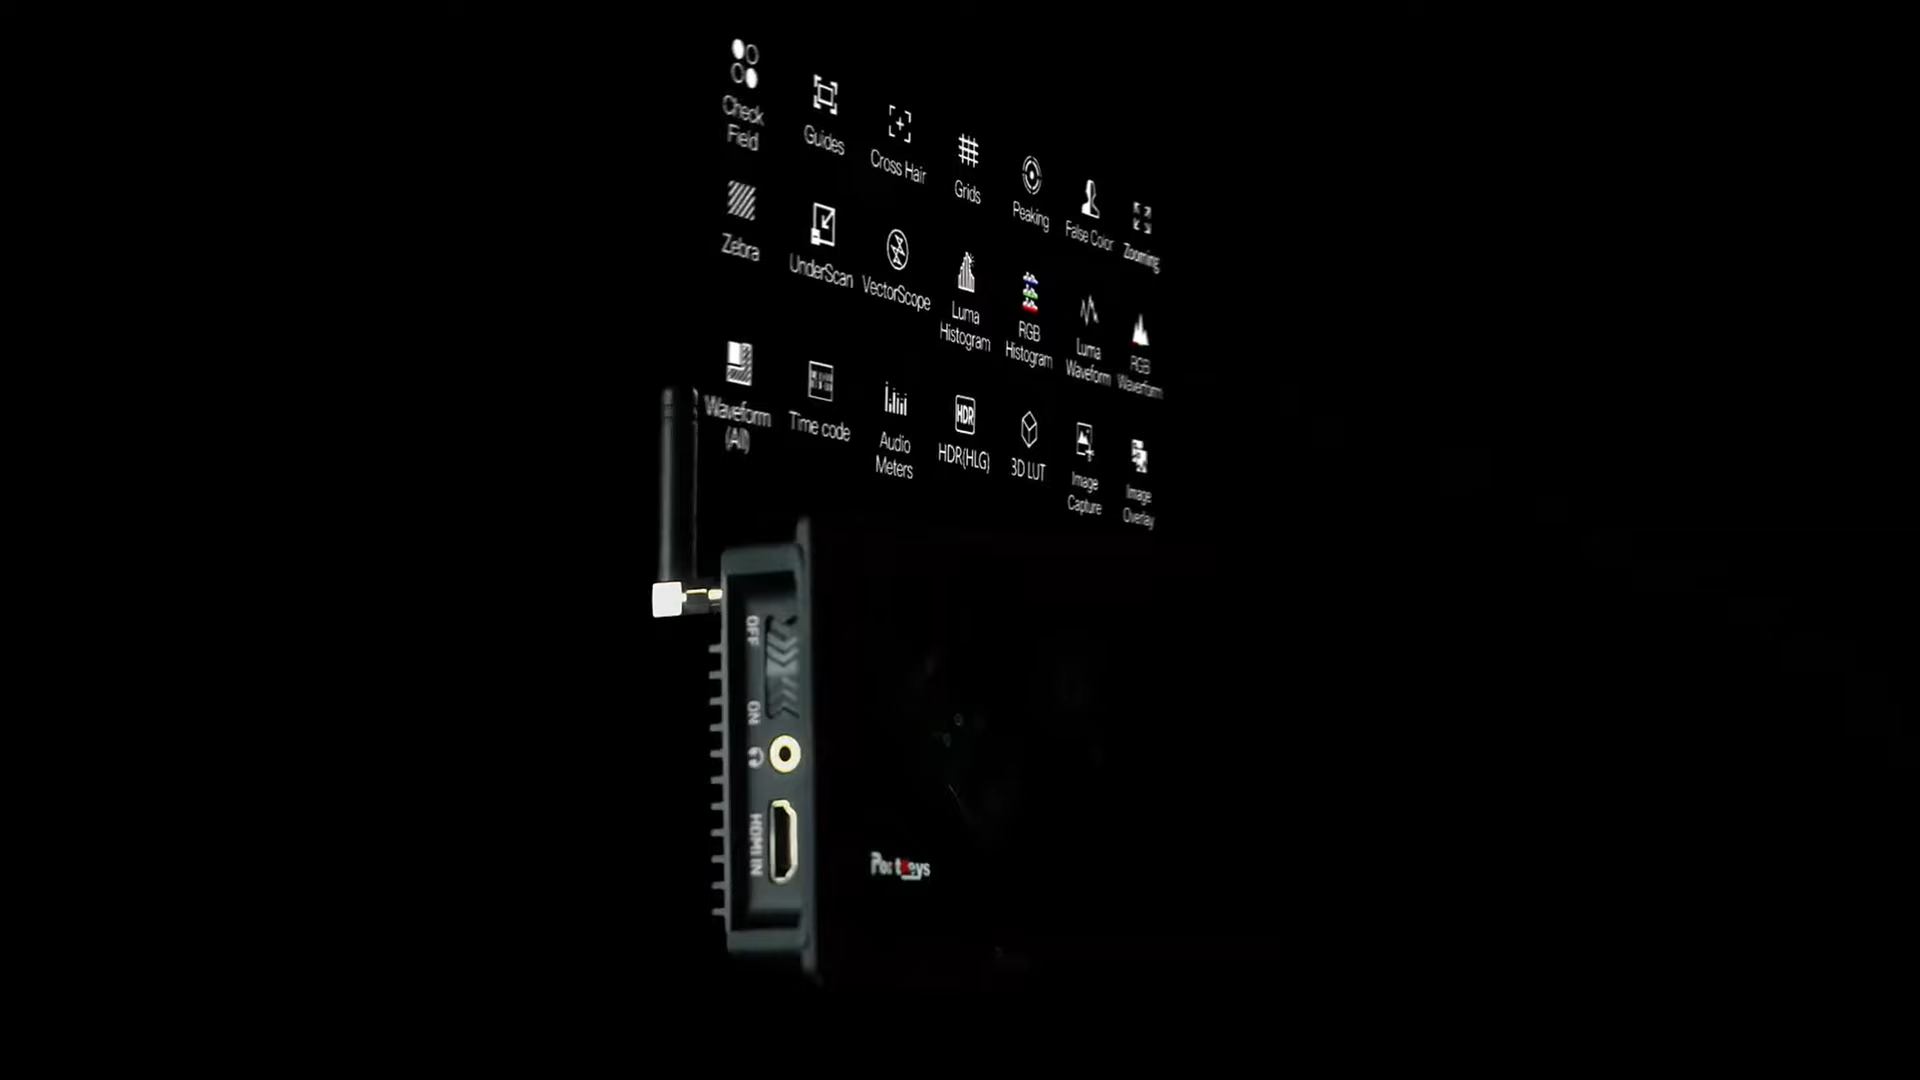 Check
Field
Guides
Cross Hair
Grids
Peaking
False Color
Zooming
Zebra
UnderScan
VectorScope
Luma
Histogram
RGB
Histogram
Luma
Waveform
RGB
Waveform
Waveform
(All)
Time code
Audio
Meters
HDR
HDR(HLG)
3D LUT
Image
Capture
Image
Overlay
OFF
ON
HDMI IN
PortKeys